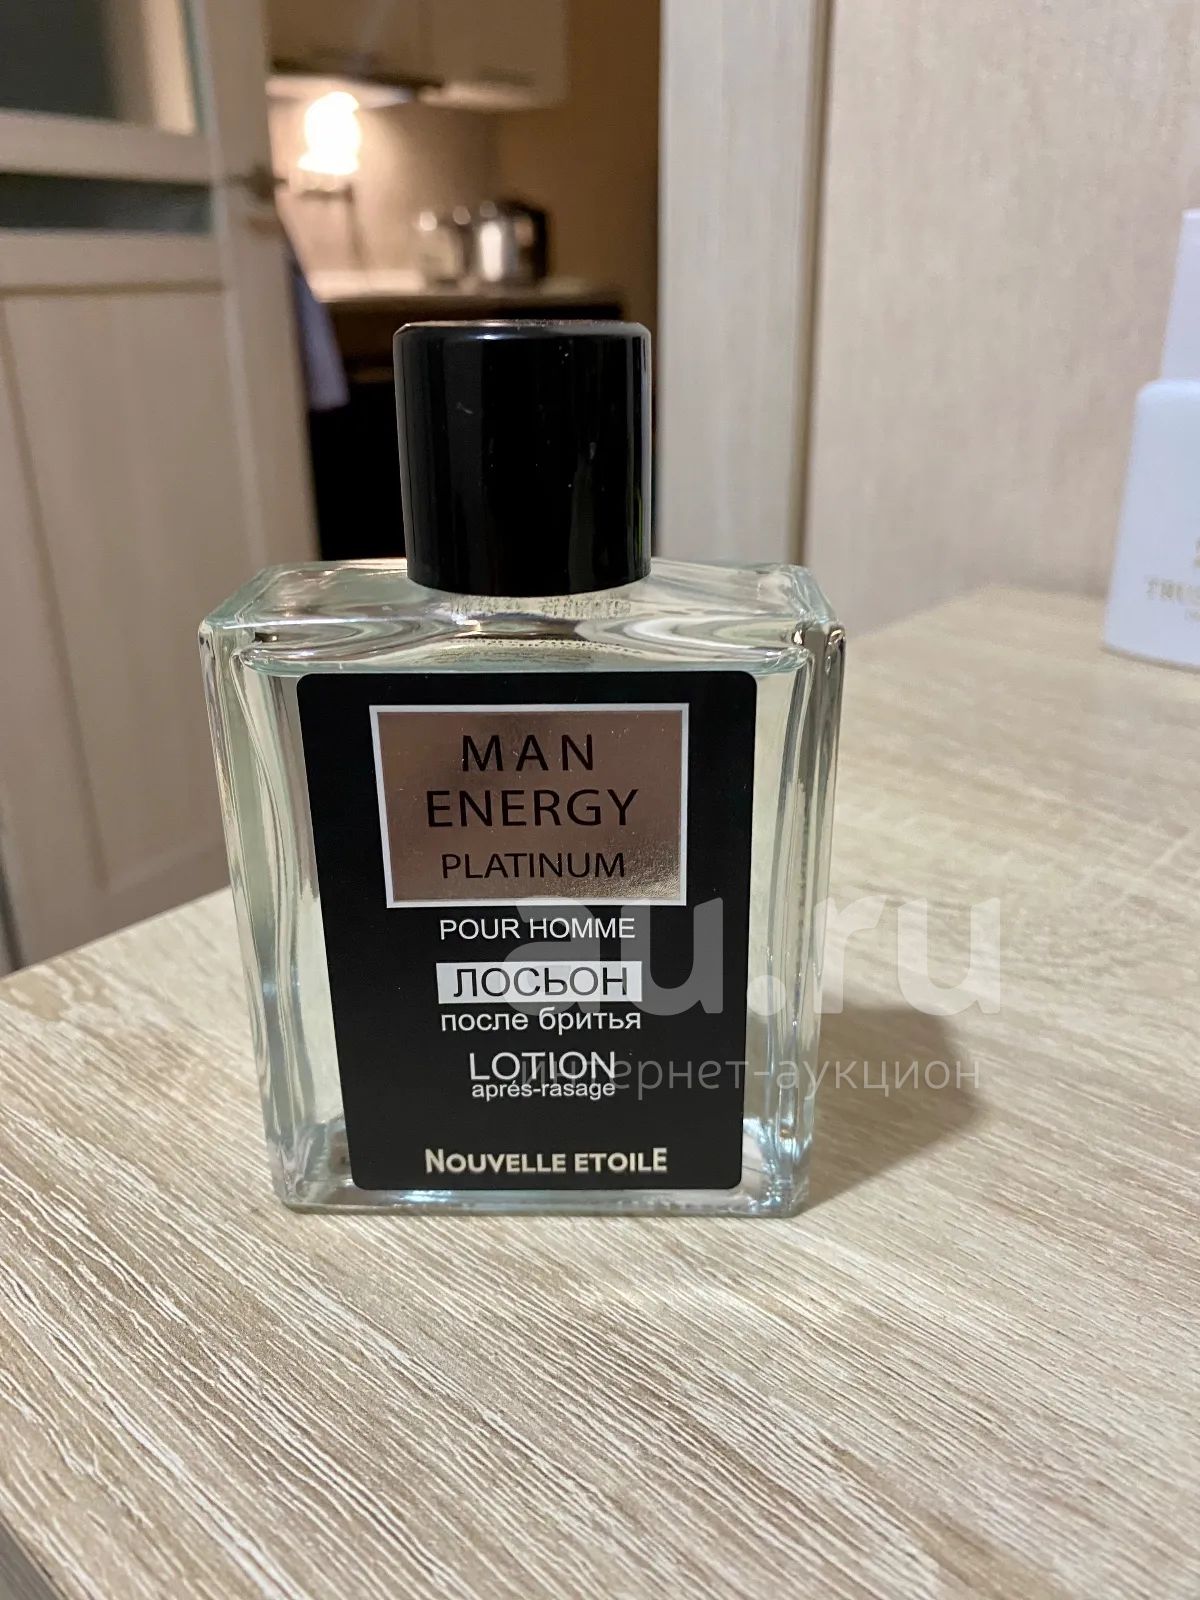 MAN
ENERGY
PLATINUM
POUR HOMME
ЛОСЬОН
после бритья
LOTION
aprés-rasage
NOUVELLE ETOILE
au.ru
интернет-аукцион